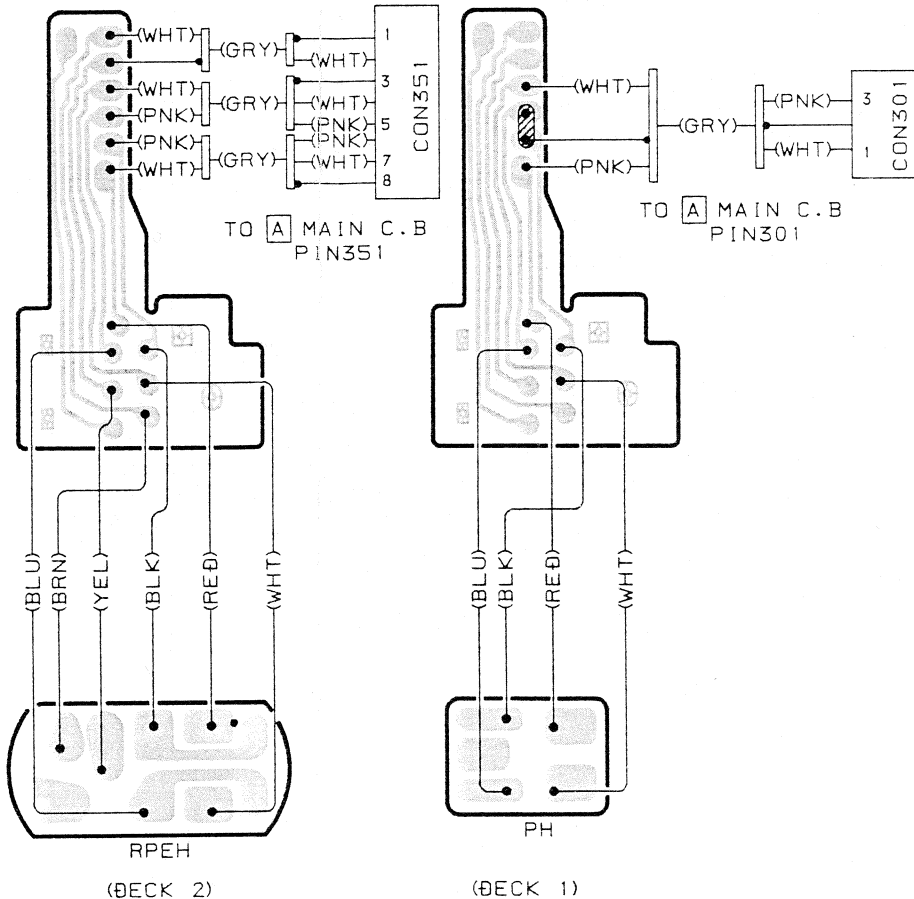 (WHT)
(GRY)
(WHT)
1
(WHT)
(PNK)
(GRY)
(WHT)
(PNK)
3
5
(PNK)
(WHT)
(GRY)
(PNK)
(WHT)
7
8
CON351
TO A MAIN C.B
PIN351
(BLU)
(BRN)
(YEL)
(BLK)
(RED)
(WHT)
RPEH
(DECK 2)
(WHT)
(PNK)
(GRY)
(PNK)
(WHT)
3
1
CON301
TO A MAIN C.B
PIN301
(BLU)
(BLK)
(RED)
(WHT)
PH
(DECK 1)